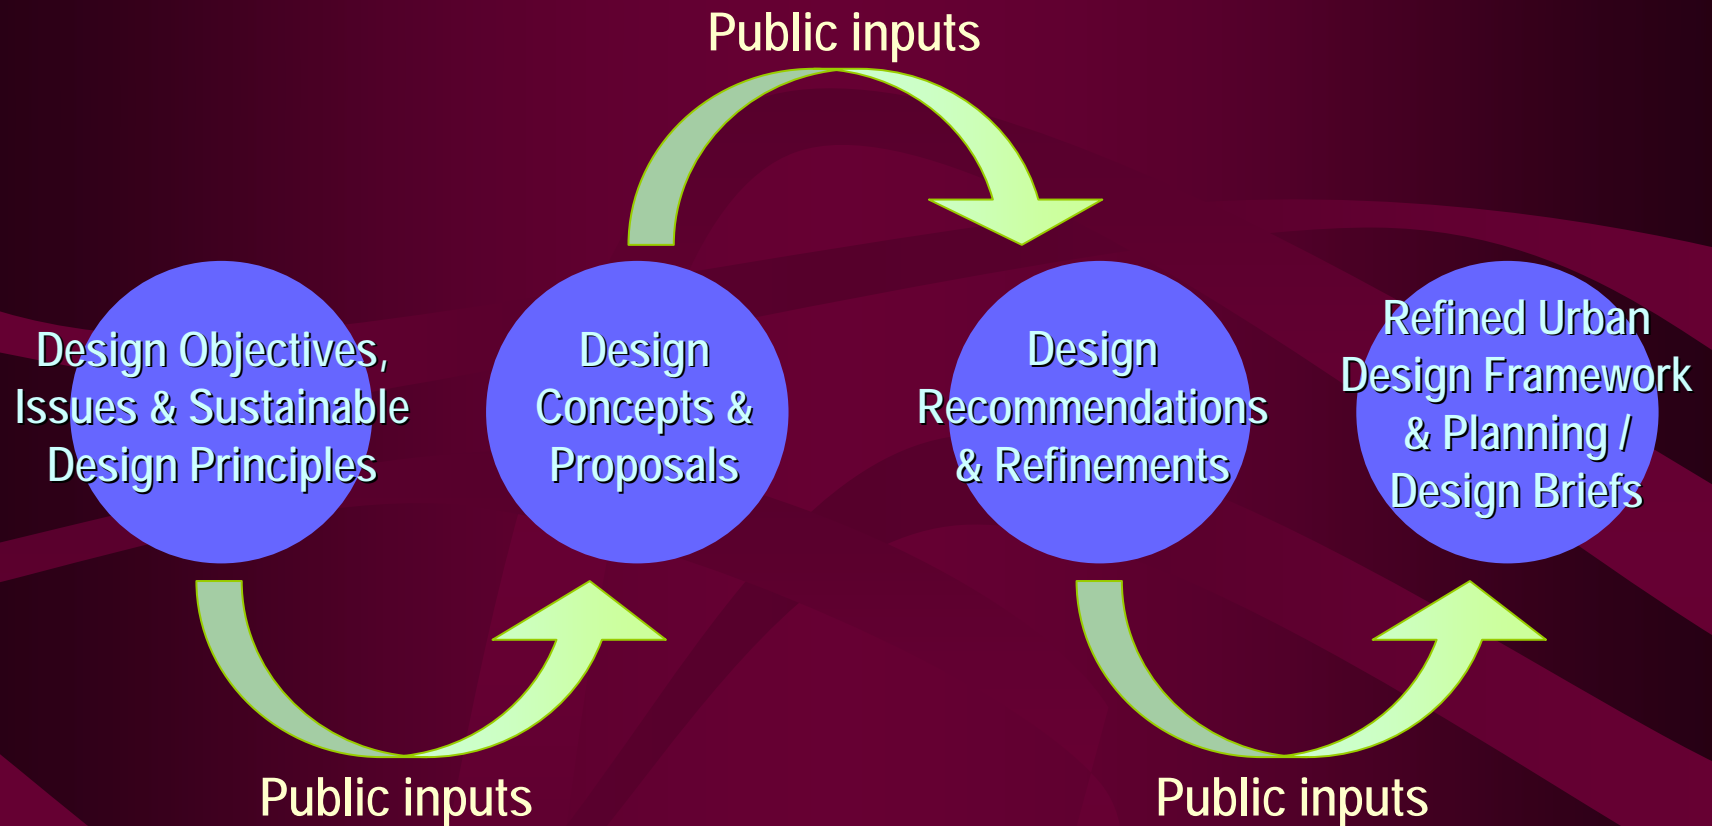 Public inputs
Design Objectives,
Issues & Sustainable
Design Principles
Design
Concepts &
Proposals
Design
Recommendations
& Refinements
Refined Urban
Design Framework
& Planning /
Design Briefs
Public inputs
Public inputs